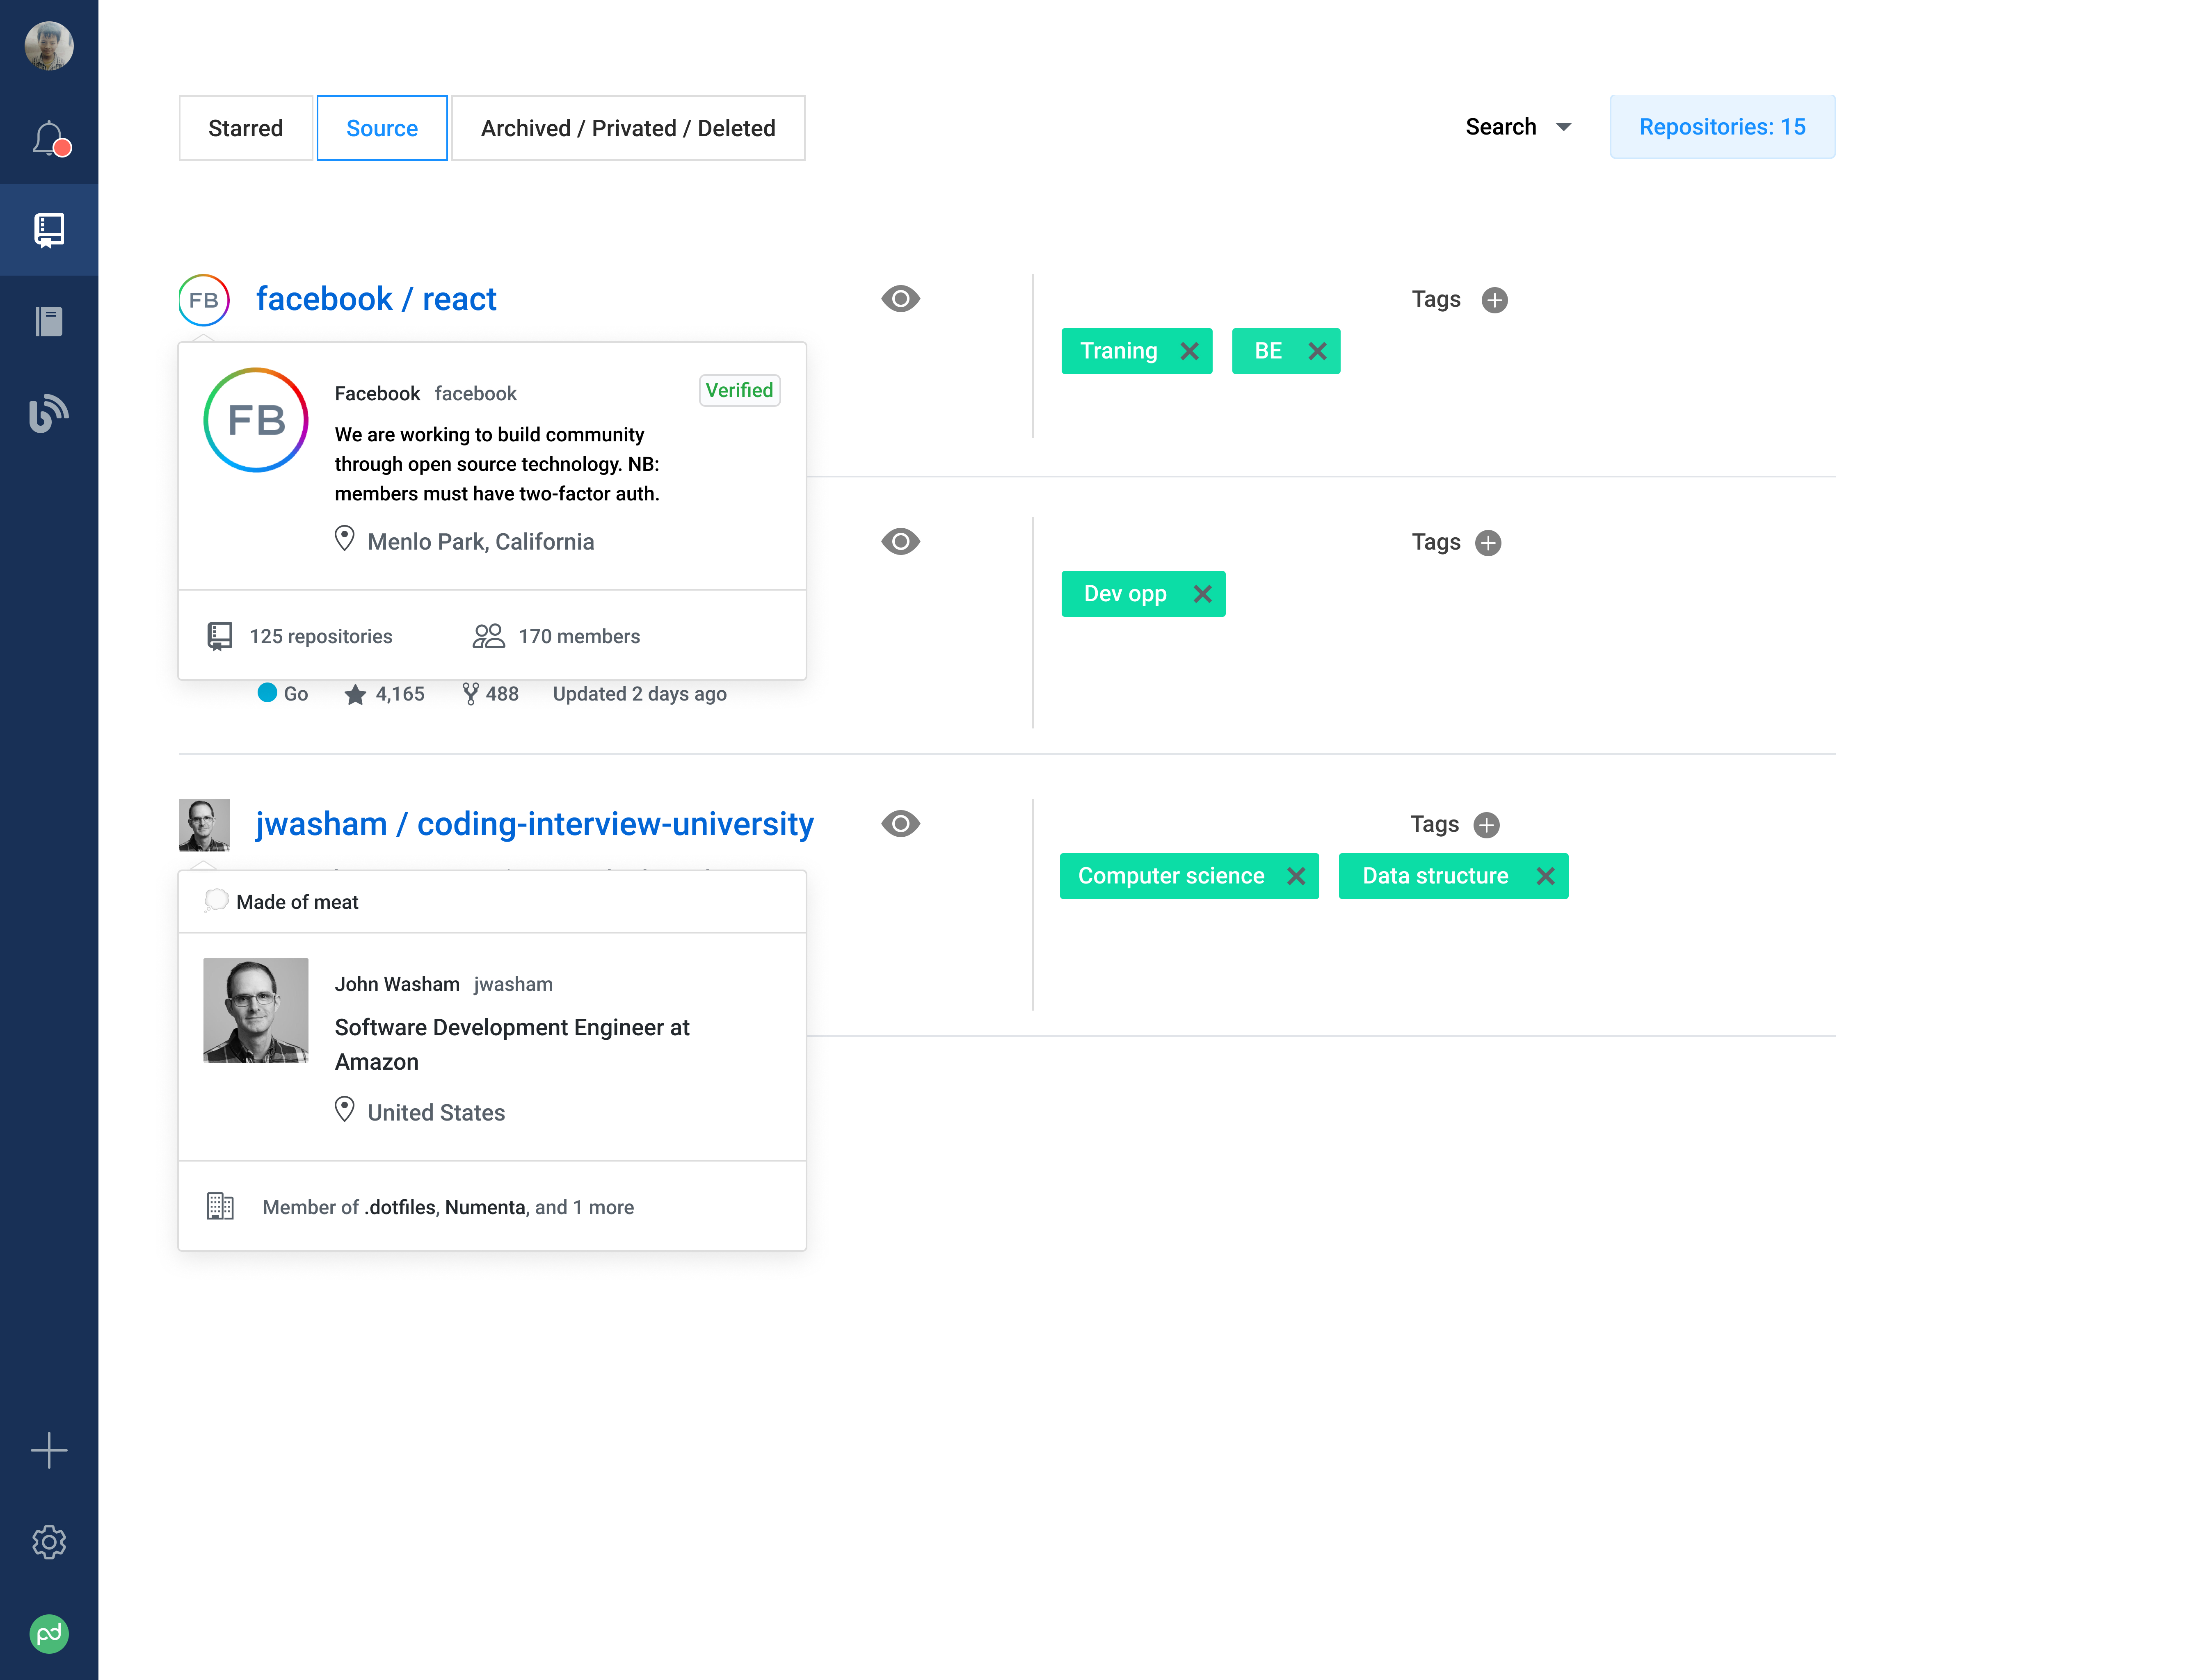 Starred
Source
Archived / Privated / Deleted
Search
Repositories: 15
FB
facebook / react
Tags
Traning
BE
FB
Facebook facebook
Verified
We are working to build community
through open source technology. NB:
members must have two-factor auth.
Menlo Park, California
125 repositories
170 members
Tags
Dev opp
Go
4,165
488
Updated 2 days ago
jwasham / coding-interview-university
Tags
Computer science
Data structure
Made of meat
John Washam jwasham
Software Development Engineer at
Amazon
United States
Member of .dotfiles, Numenta, and 1 more
pd